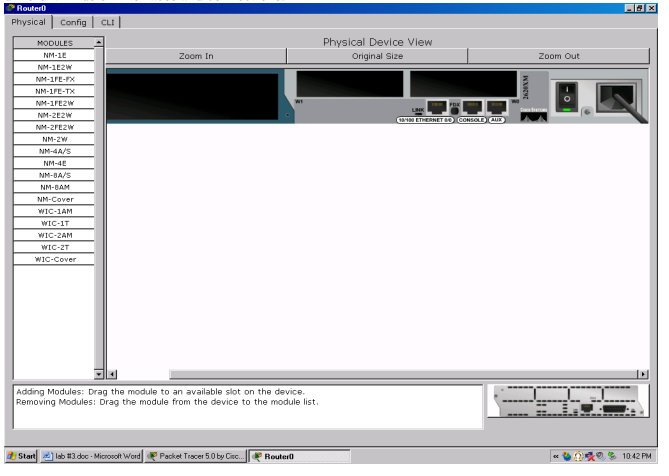 Router0
Physical Config CLI
MODULES
NM-1E
NM-1E2W
NM-1FE-FX
NM-1FE-TX
NM-1FE2W
NM-2E2W
NM-2FE2W
NM-2W
NM-4A/S
NM-4E
NM-8A/S
NM-8AM
NM-Cover
WIC-1AM
WIC-1T
WIC-2AM
WIC-2T
WIC-Cover
Physical Device View
Zoom In Original Size Zoom Out
W1
W0
2620XM
LINK
FDX
10/100 ETHERNET 0/0 CONSOLE AUX
Cisco Systems
Adding Modules: Drag the module to an available slot on the device.
Removing Modules: Drag the module from the device to the module list.
Start lab #3.doc - Microsoft Word Packet Tracer 5.0 by Cisc... Router0 10:42 PM